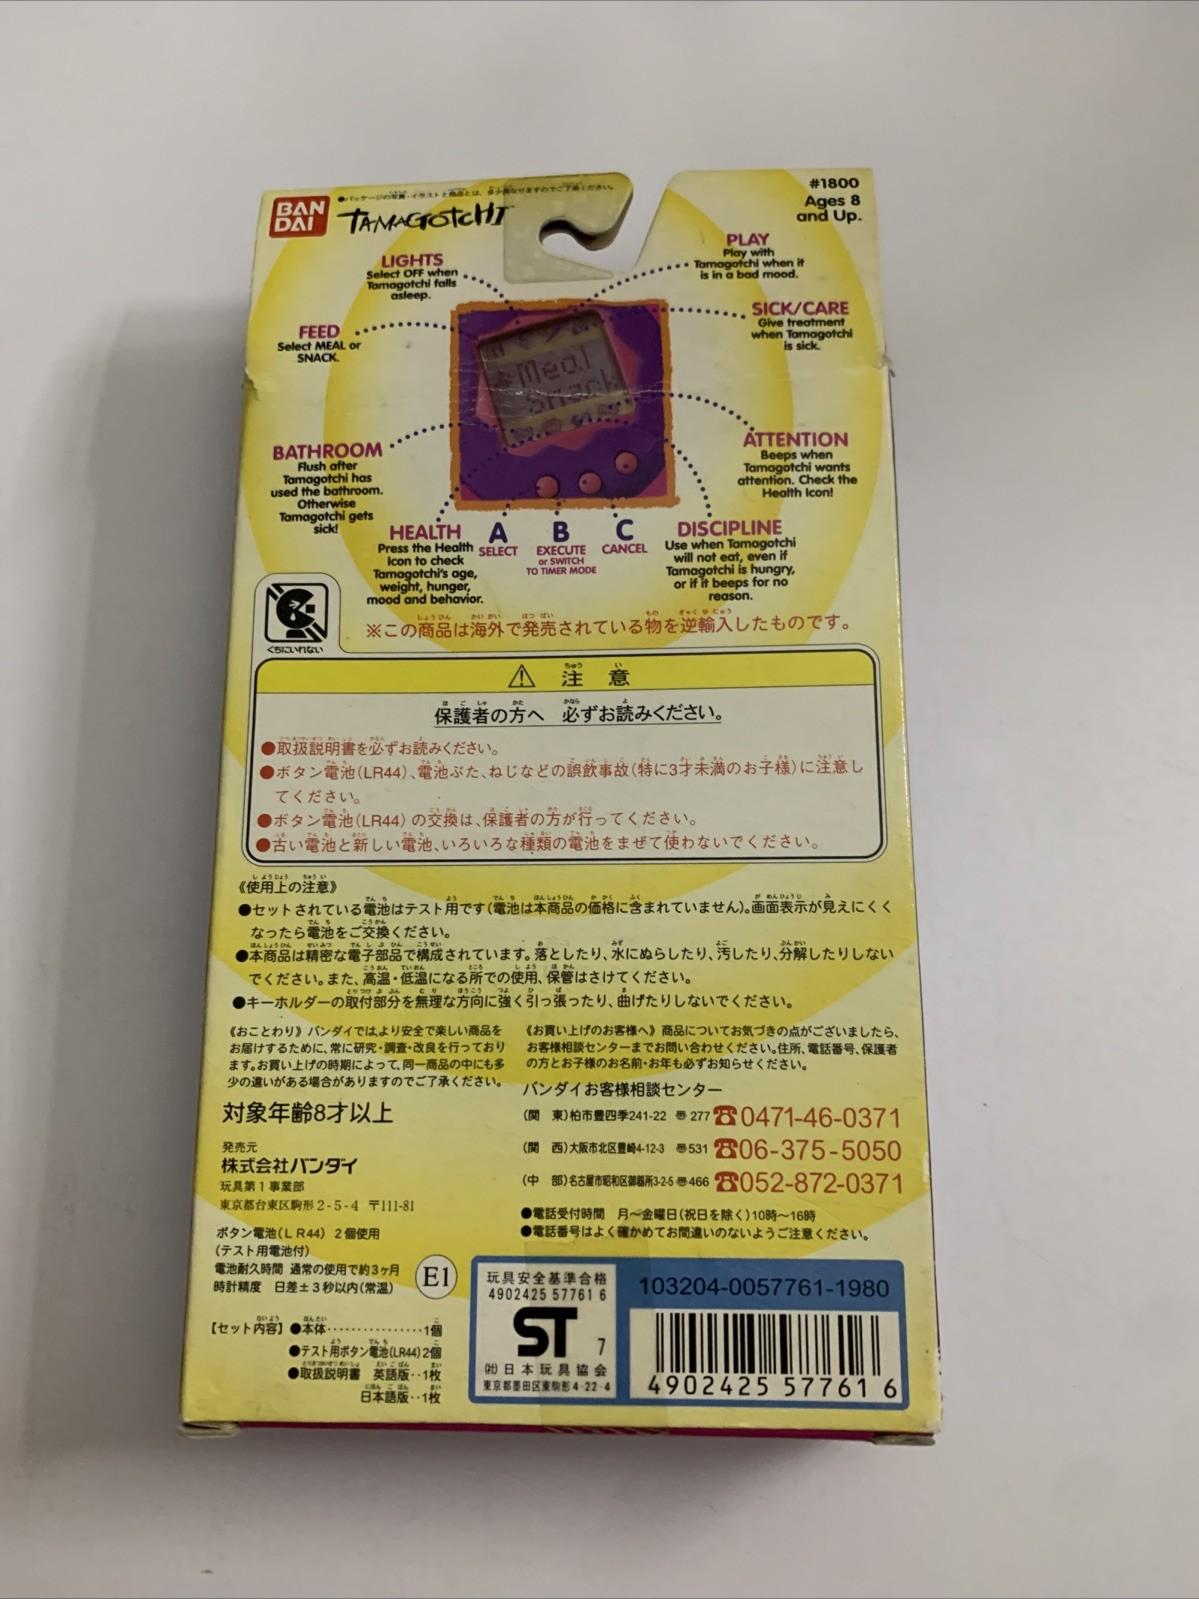 BAN
DAI
●パッケージの写真・イラストと商品とは、多少異なりますのでご了承ください。
TAMAGOTCHI
#1800
Ages 8
and Up.
LIGHTS
Select OFF when
Tamagotchi falls
asleep.
PLAY
Play with
Tamagotchi when it
is in a bad mood.
FEED
Select MEAL or
SNACK.
SICK/CARE
Give treatment
when Tamagotchi
is sick.
Meal
Snack
BATHROOM
Flush after
Tamagotchi has
used the bathroom.
Otherwise
Tamagotchi gets
sick!
ATTENTION
Beeps when
Tamagotchi wants
attention. Check the
Health Icon!
HEALTH
Press the Health
Icon to check
Tamagotchi's age,
weight, hunger,
mood and behavior.
A
SELECT
B
EXECUTE
or SWITCH
TO TIMER MODE
C
CANCEL
DISCIPLINE
Use when Tamagotchi
will not eat, even if
Tamagotchi is hungry,
or if it beeps for no
reason.
くちにいれない
※この商品は海外で発売されている物を逆輸入したものです。
注意
保護者の方へ 必ずお読みください。
●取扱説明書を必ずお読みください。
●ボタン電池(LR44)、電池ぶた、ねじなどの誤飲事故(特に3才未満のお子様)に注意し
てください。
●ボタン電池(LR44)の交換は、保護者の方が行ってください。
●古い電池と新しい電池、いろいろな種類の電池をまぜて使わないでください。
《使用上の注意》
●セットされている電池はテスト用です(電池は本商品の価格に含まれていません)。画面表示が見えにくく
なったら電池をご交換ください。
●本商品は精密な電子部品で構成されています。落としたり、水にぬらしたり、汚したり、分解したりしない
でください。また、高温・低温になる所での使用、保管はさけてください。
●キーホルダーの取付部分を無理な方向に強く引っ張ったり、曲げたりしないでください。
《おことわり》バンダイでは、より安全で楽しい商品を
お届けするために、常に研究・調査・改良を行っており
ます。お買い上げの時期によって、同一商品の中にも多
少の違いがある場合がありますのでご了承ください。
対象年齢8才以上
発売元
株式会社バンダイ
玩具第1事業部
東京都台東区駒形2-5-4 〒111-81
ボタン電池(LR44) 2個使用
(テスト用電池付)
電池耐久時間 通常の使用で約3ヶ月
時計精度 日差±3秒以内(常温)
E1
【セット内容】●本体················1個
●テスト用ボタン電池(LR44)2個
●取扱説明書 英語版··1枚
日本語版··1枚
《お買い上げのお客様へ》商品についてお気づきの点がございましたら、
お客様相談センターまでお問い合わせください。住所、電話番号、保護者
の方とお子様のお名前・お年も必ずお知らせください。
バンダイお客様相談センター
(関 東)柏市豊四季241-22 〠277 ☎0471-46-0371
(関 西)大阪市北区豊崎4-12-3 〠531 ☎06-375-5050
(中 部)名古屋市昭和区御器所3-2-5 〠466 ☎052-872-0371
●電話受付時間 月～金曜日(祝日を除く)10時～16時
●電話番号はよく確かめてお間違いのないようご注意ください。
玩具安全基準合格
4902425 57761 6
ST 7
(社)日本玩具協会
東京都墨田区東駒形4-22-4
103204-0057761-1980
4902425 577616